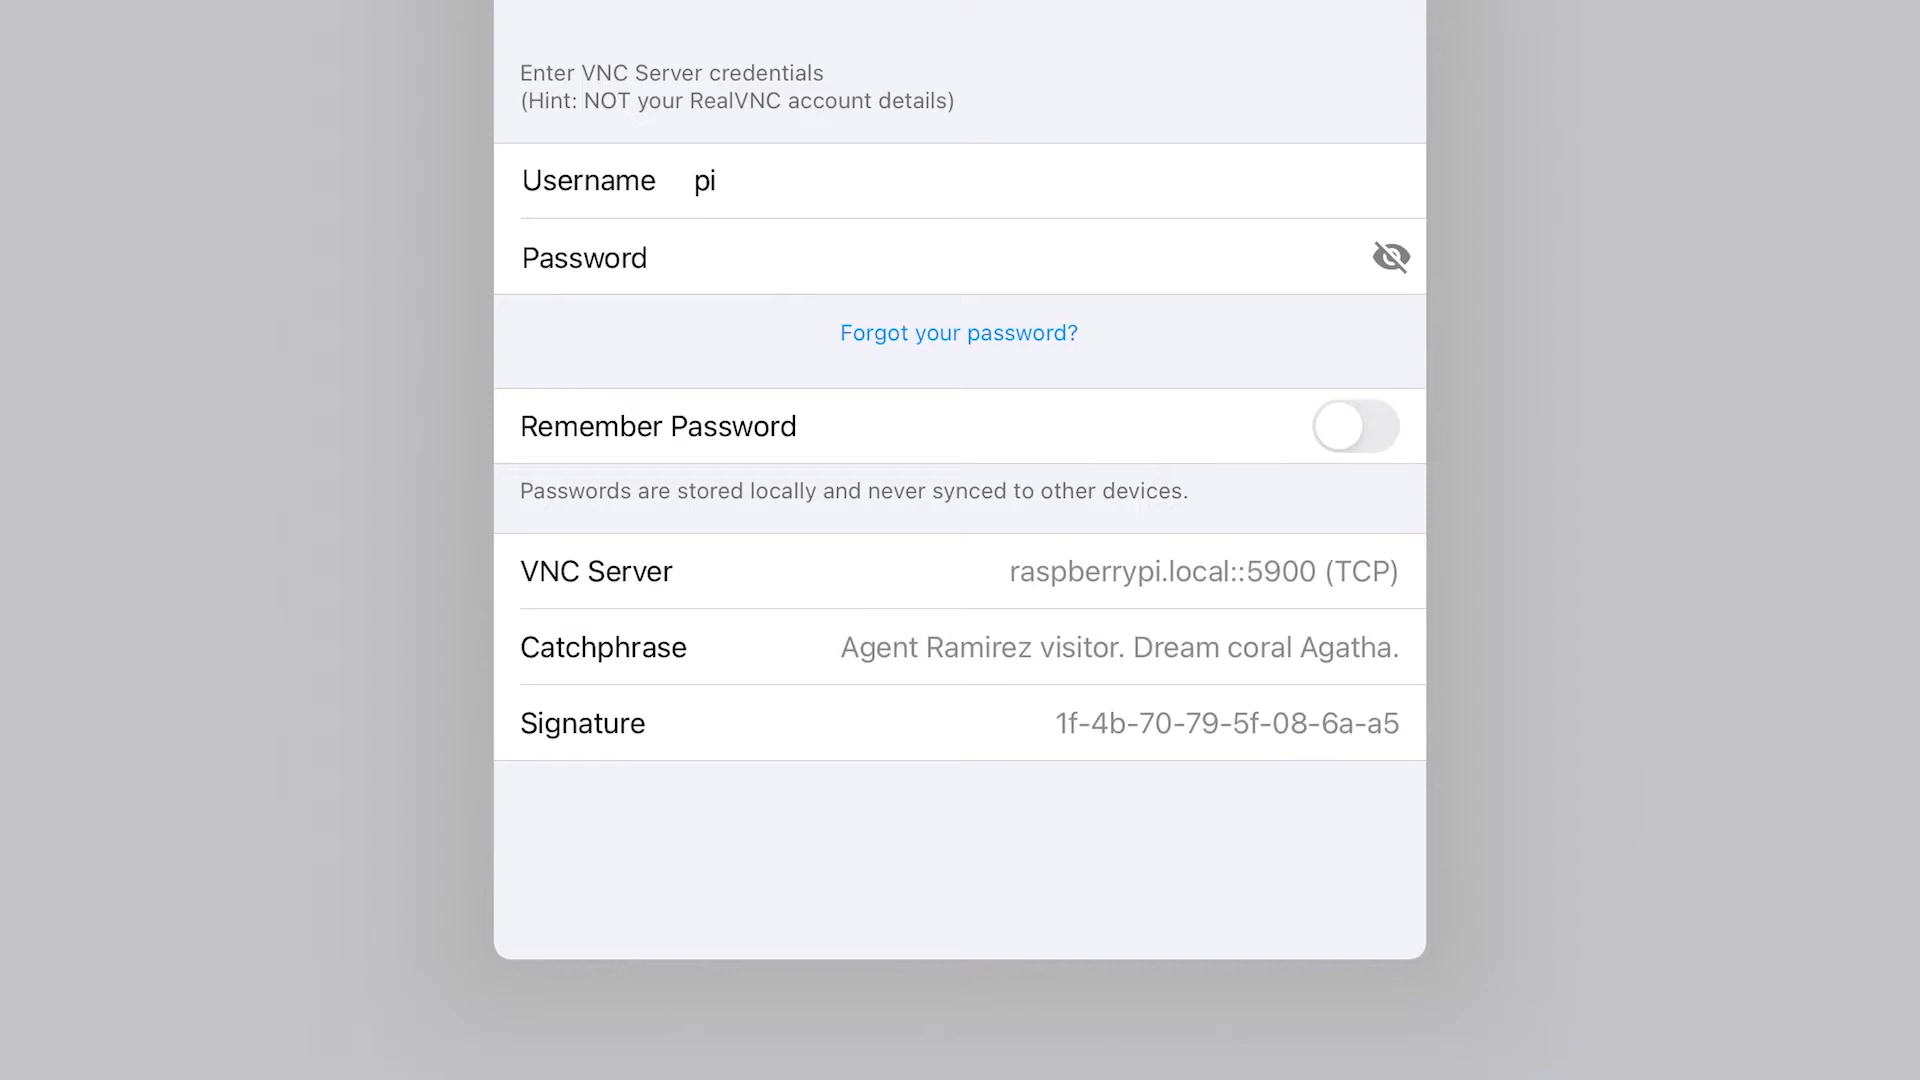 Enter VNC Server credentials
(Hint: NOT your RealVNC account details)
Username pi
Password
Forgot your password?
Remember Password
Passwords are stored locally and never synced to other devices.
VNC Server raspberrypi.local::5900 (TCP)
Catchphrase Agent Ramirez visitor. Dream coral Agatha.
Signature 1f-4b-70-79-5f-08-6a-a5